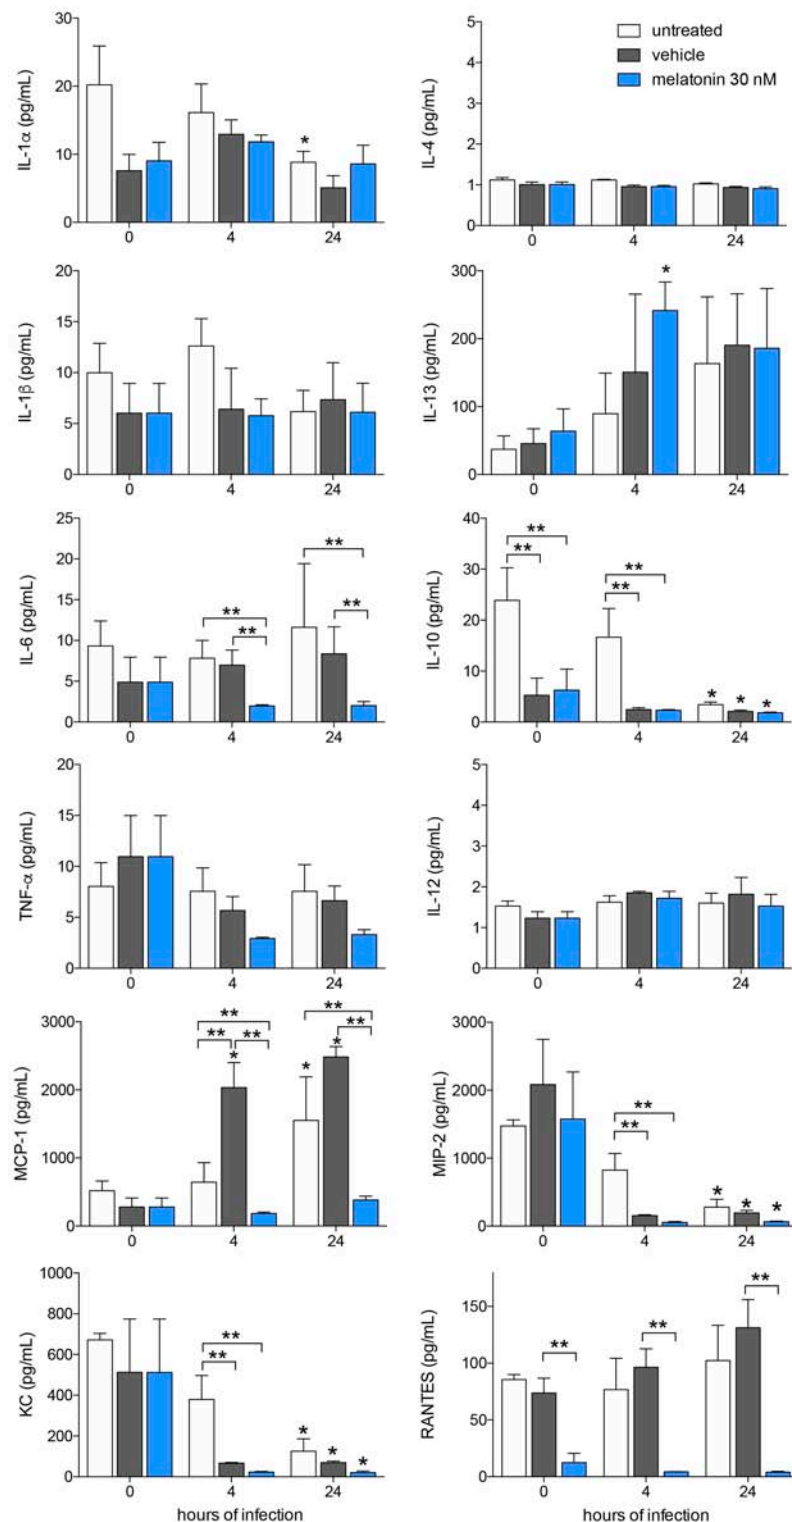 untreated
vehicle
melatonin 30 nM
IL-1α (pg/mL)
30
20
10
0
*
0 4 24
IL-4 (pg/mL)
5
4
3
2
1
0
0 4 24
IL-1β (pg/mL)
20
15
10
5
0
0 4 24
IL-13 (pg/mL)
300
200
100
0
*
0 4 24
IL-6 (pg/mL)
25
20
15
10
5
0
**
** **
**
0 4 24
IL-10 (pg/mL)
40
30
20
10
0
**
** **
**
* * *
0 4 24
TNF-α (pg/mL)
20
15
10
5
0
0 4 24
IL-12 (pg/mL)
5
4
3
2
1
0
0 4 24
MCP-1 (pg/mL)
3000
2000
1000
0
** **
** ** **
* * *
0 4 24
MIP-2 (pg/mL)
3000
2000
1000
0
**
**
* * *
0 4 24
KC (pg/mL)
1000
800
600
400
200
0
**
**
* * *
0 4 24
hours of infection
RANTES (pg/mL)
150
100
50
0
** ** **
0 4 24
hours of infection